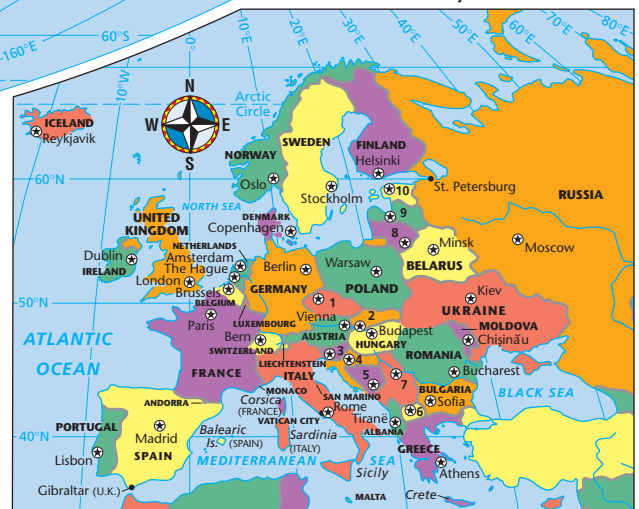 160°E
60°S
10°W
0°
10°E
20°E
30°E
40°E
50°E
60°E
70°E
80°E
Arctic
Circle
N
W
E
S
ICELAND
Reykjavik
60°N
50°N
40°N
NORWAY
Oslo
SWEDEN
Stockholm
FINLAND
Helsinki
St. Petersburg
RUSSIA
Moscow
10
9
8
Minsk
BELARUS
NORTH SEA
DENMARK
Copenhagen
UNITED
KINGDOM
London
Dublin
IRELAND
NETHERLANDS
Amsterdam
The Hague
Brussels
BELGIUM
Berlin
GERMANY
Warsaw
POLAND
Kiev
UKRAINE
MOLDOVA
Chişinău
1
2
Vienna
AUSTRIA
Budapest
HUNGARY
Paris
LUXEMBOURG
Bern
SWITZERLAND
LIECHTENSTEIN
FRANCE
ATLANTIC
OCEAN
3
4
5
6
7
ROMANIA
Bucharest
BULGARIA
Sofia
BLACK SEA
ITALY
MONACO
SAN MARINO
Rome
VATICAN CITY
Corsica
(FRANCE)
Sardinia
(ITALY)
Tiranë
ALBANIA
GREECE
Athens
ANDORRA
Balearic
Is.
(SPAIN)
PORTUGAL
Lisbon
Madrid
SPAIN
Gibraltar (U.K.)
MEDITERRANEAN SEA
Sicily
MALTA
Crete